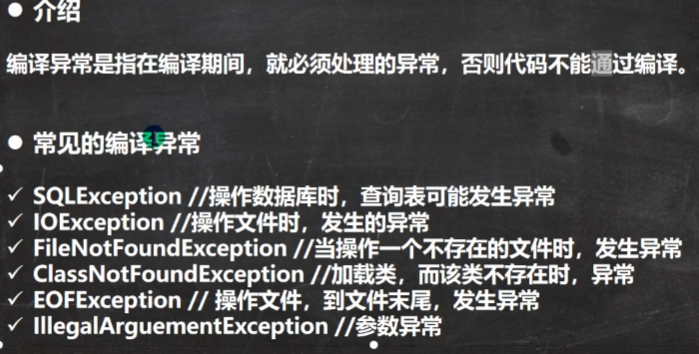 ● 介绍
编译异常是指在编译期间，就必须处理的异常，否则代码不能通过编译。
● 常见的编译异常
✓ SQLException //操作数据库时，查询表可能发生异常
✓ IOException //操作文件时，发生的异常
✓ FileNotFoundException //当操作一个不存在的文件时，发生异常
✓ ClassNotFoundException //加载类，而该类不存在时，异常
✓ EOFException // 操作文件，到文件末尾，发生异常
✓ IllegalArguementException //参数异常